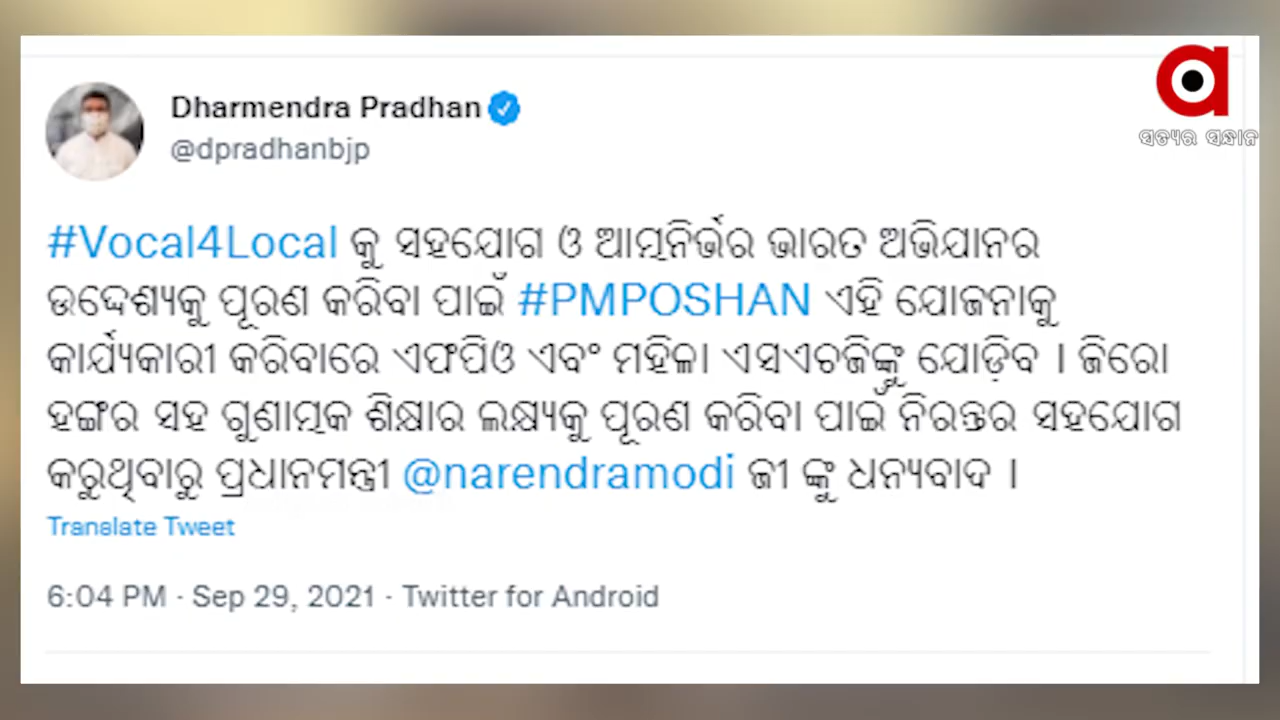 Dharmendra Pradhan
@dpradhanbjp
ସତ୍ୟର ସନ୍ଧାନ
#Vocal4Local କୁ ସହଯୋଗ ଓ ଆତ୍ମନିର୍ଭର ଭାରତ ଅଭିଯାନର
ଉଦ୍ଦେଶ୍ୟକୁ ପୂରଣ କରିବା ପାଇଁ #PMPOSHAN ଏହି ଯୋଜନାକୁ
କାର୍ଯ୍ୟକାରୀ କରିବାରେ ଏଫପିଓ ଏବଂ ମହିଳା ଏସଏଚଜିଙ୍କୁ ଯୋଡ଼ିବ । ଜିରୋ
ହଙ୍ଗର ସହ ଗୁଣାତ୍ମକ ଶିକ୍ଷାର ଲକ୍ଷ୍ୟକୁ ପୂରଣ କରିବା ପାଇଁ ନିରନ୍ତର ସହଯୋଗ
କରୁଥିବାରୁ ପ୍ରଧାନମନ୍ତ୍ରୀ @narendramodi ଜୀ ଙ୍କୁ ଧନ୍ୟବାଦ ।
Translate Tweet
6:04 PM · Sep 29, 2021 · Twitter for Android